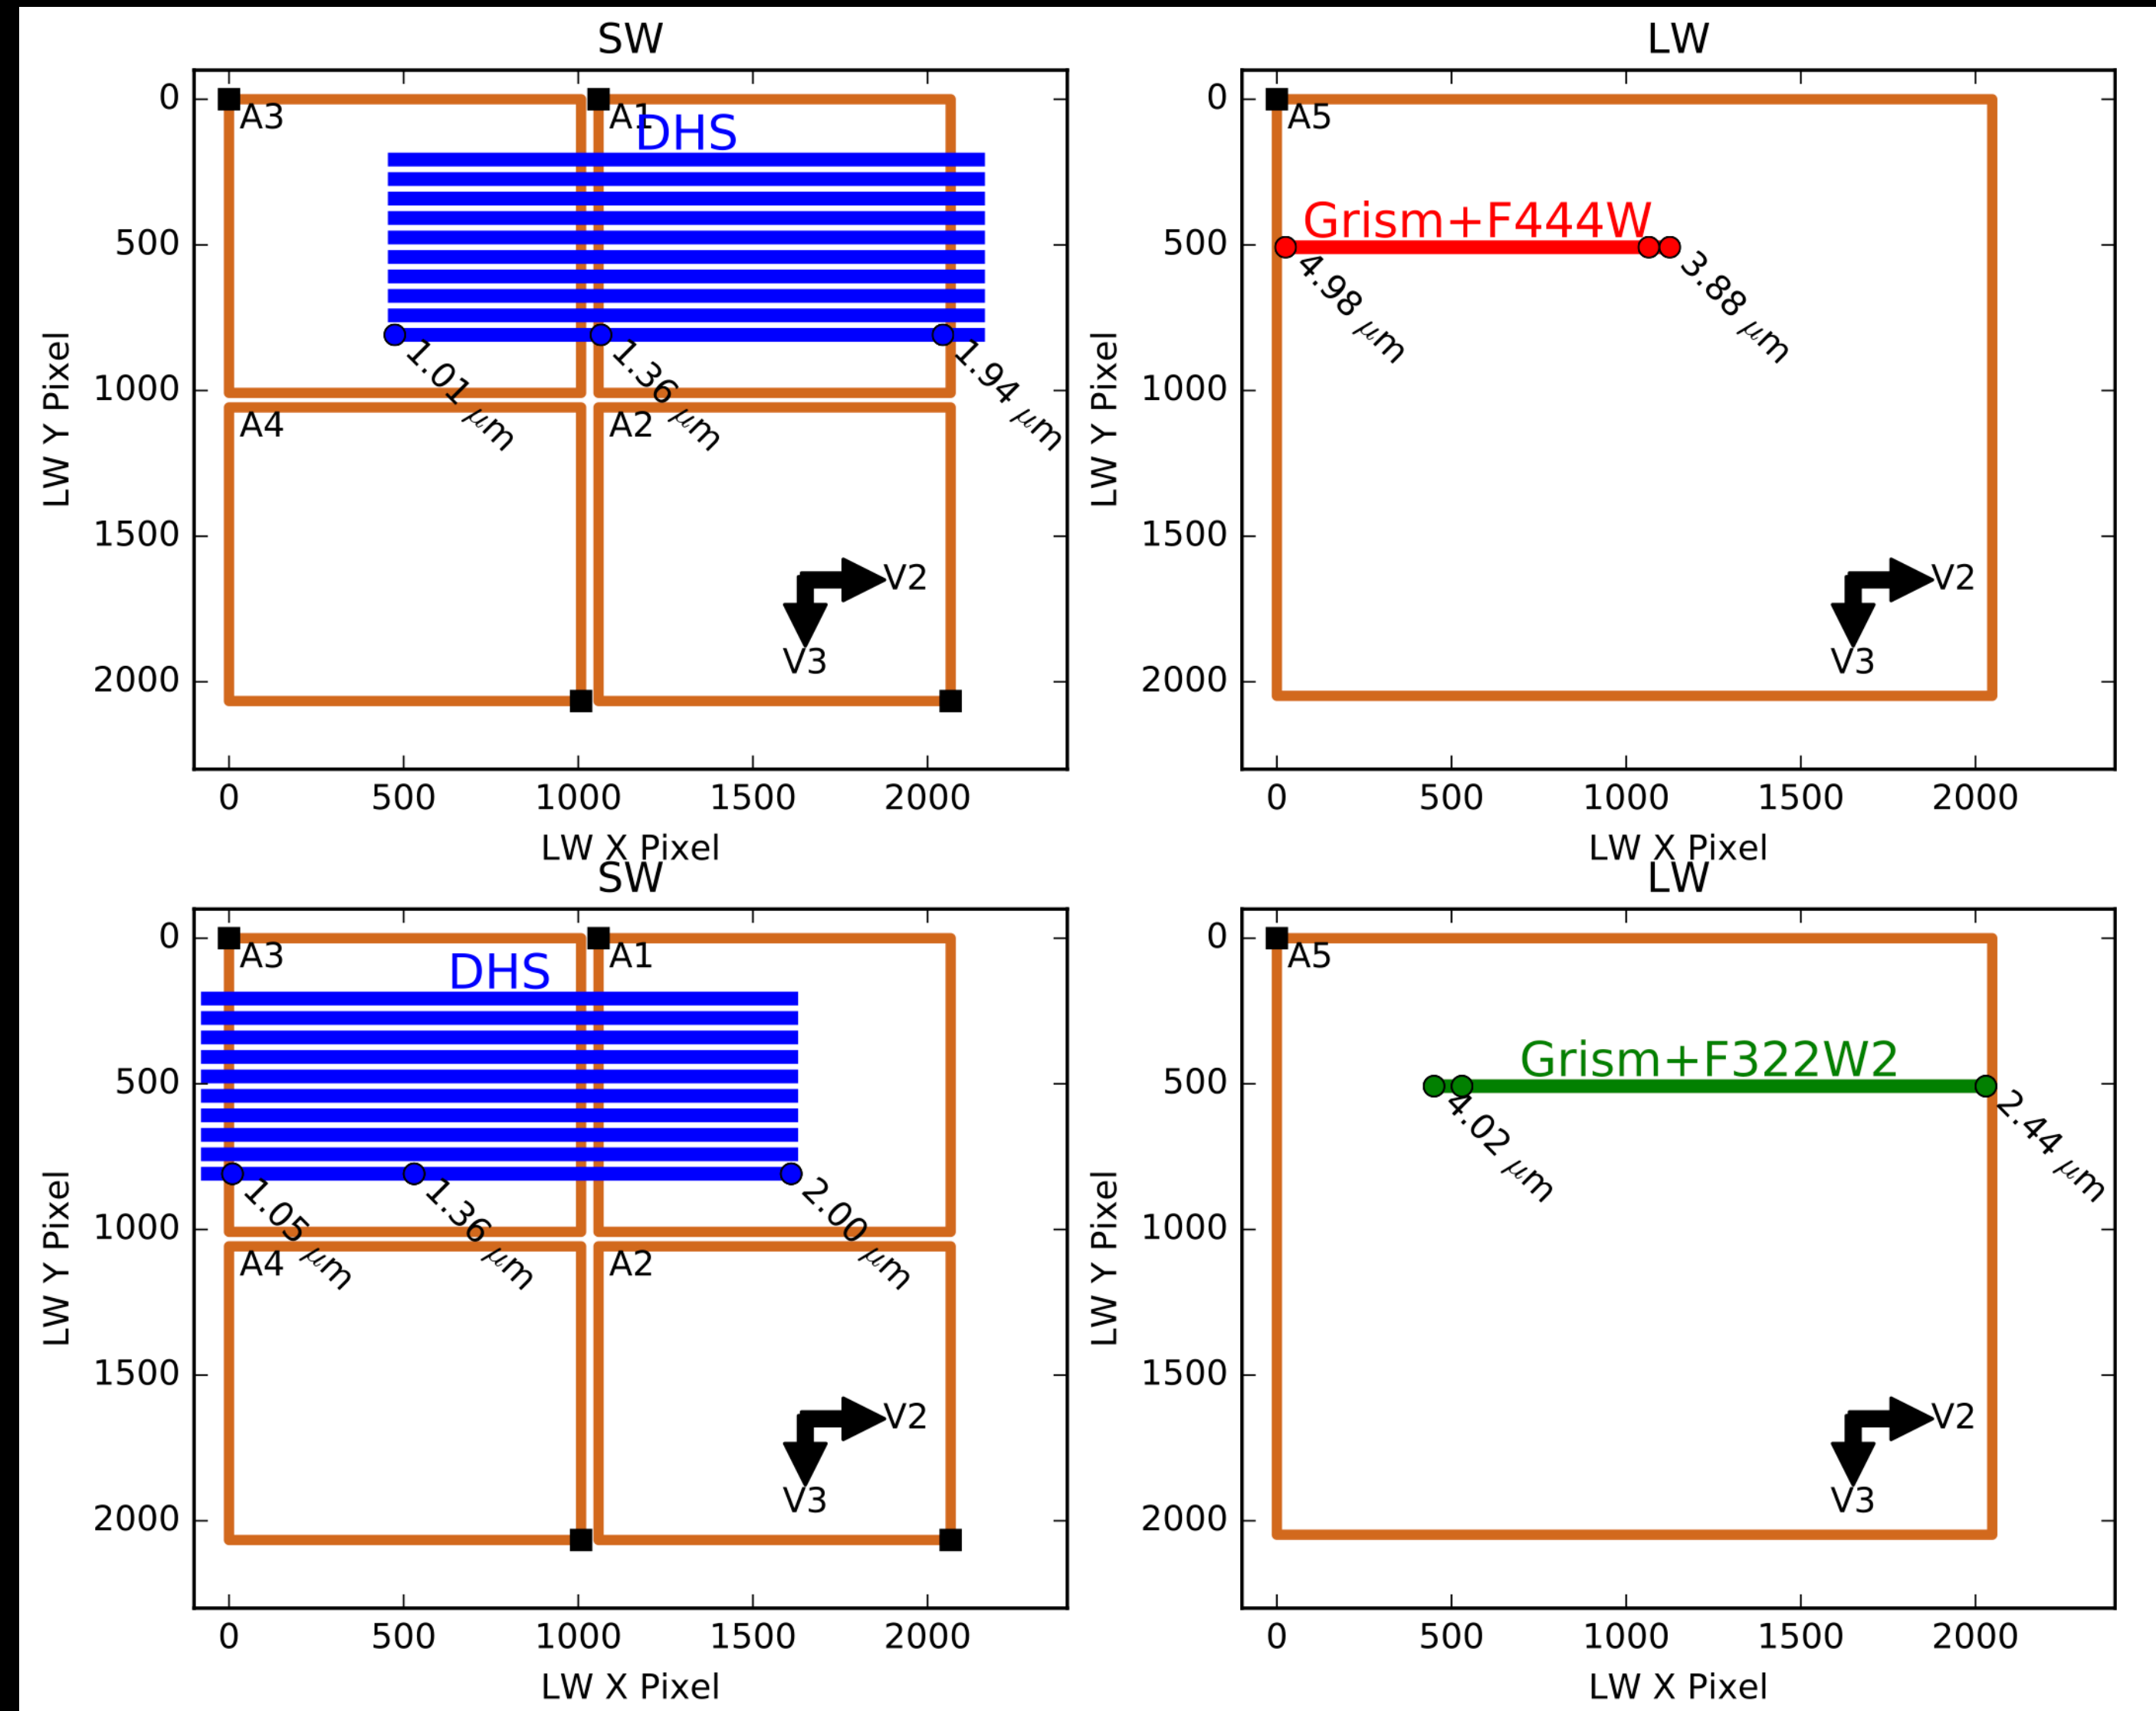 SW
0
500
1000
1500
2000
LW Y Pixel
A3
A1
DHS
1.01 μm
1.36 μm
1.94 μm
A4
A2
V2
V3
0
500
1000
1500
2000
LW X Pixel
LW
0
500
1000
1500
2000
LW Y Pixel
A5
Grism+F444W
4.98 μm
3.88 μm
V2
V3
0
500
1000
1500
2000
LW X Pixel
SW
0
500
1000
1500
2000
LW Y Pixel
A3
A1
DHS
1.05 μm
1.36 μm
2.00 μm
A4
A2
V2
V3
0
500
1000
1500
2000
LW X Pixel
LW
0
500
1000
1500
2000
LW Y Pixel
A5
Grism+F322W2
4.02 μm
2.44 μm
V2
V3
0
500
1000
1500
2000
LW X Pixel